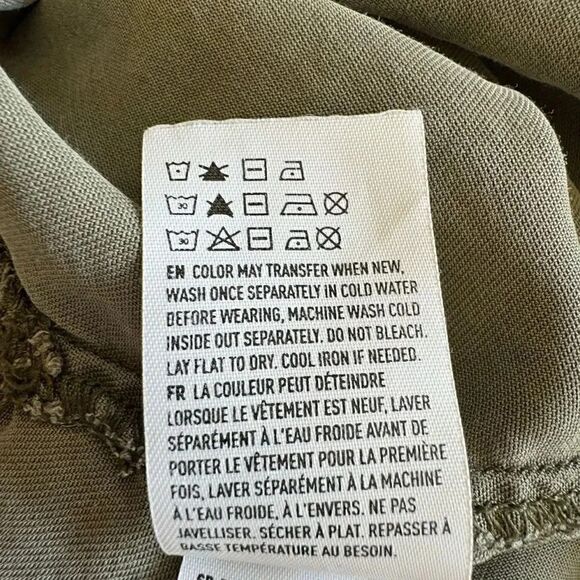 30
30
EN COLOR MAY TRANSFER WHEN NEW,
WASH ONCE SEPARATELY IN COLD WATER
BEFORE WEARING, MACHINE WASH COLD
INSIDE OUT SEPARATELY. DO NOT BLEACH.
LAY FLAT TO DRY. COOL IRON IF NEEDED.
FR LA COULEUR PEUT DÉTEINDRE
LORSQUE LE VÊTEMENT EST NEUF, LAVER
SÉPARÉMENT À L'EAU FROIDE AVANT DE
PORTER LE VÊTEMENT POUR LA PREMIÈRE
FOIS, LAVER SÉPARÉMENT À LA MACHINE
À L'EAU FROIDE, À L'ENVERS. NE PAS
JAVELLISER. SÉCHER À PLAT. REPASSER À
BASSE TEMPÉRATURE AU BESOIN.